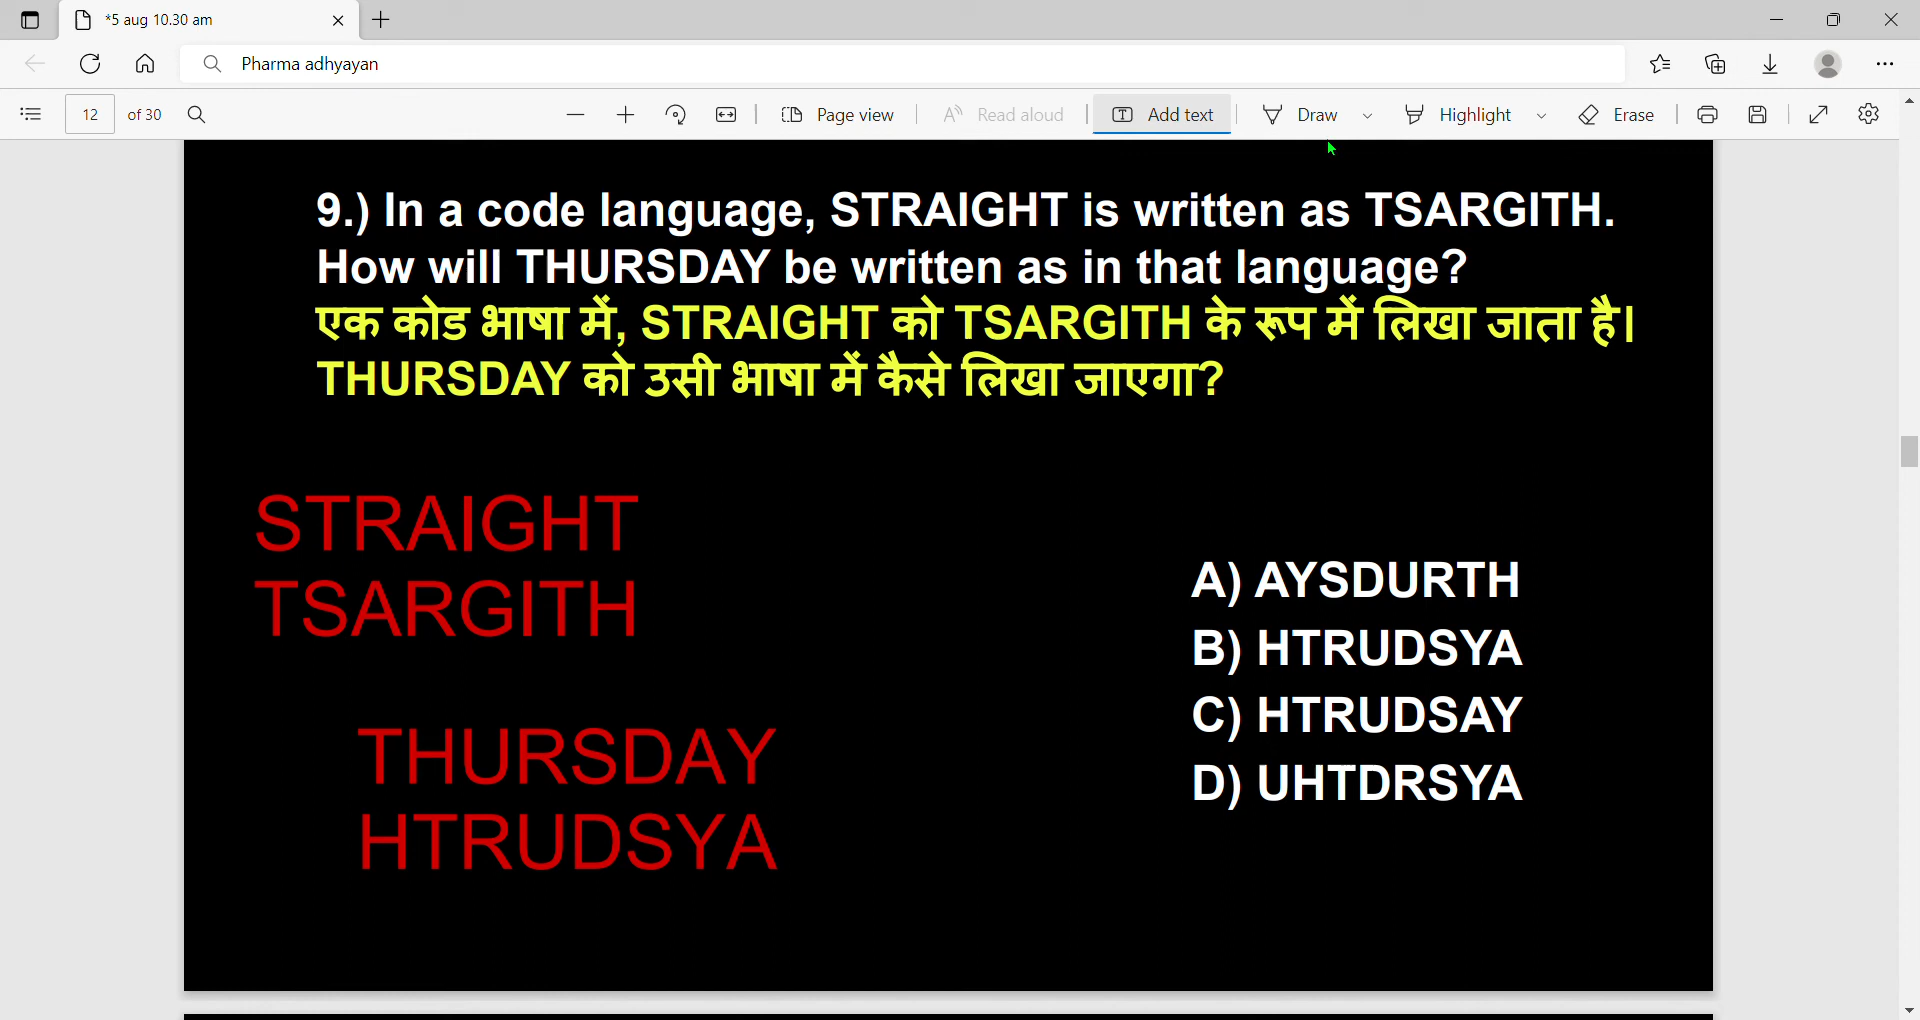 *5 aug 10.30 am
Pharma adhyayan
12 of 30 Page view Read aloud Add text Draw Highlight Erase
9.) In a code language, STRAIGHT is written as TSARGITH.
How will THURSDAY be written as in that language?
एक कोड भाषा में, STRAIGHT को TSARGITH के रूप में लिखा जाता है।
THURSDAY को उसी भाषा में कैसे लिखा जाएगा?
STRAIGHT
TSARGITH
THURSDAY
HTRUDSYA
A) AYSDURTH
B) HTRUDSYA
C) HTRUDSAY
D) UHTDRSYA